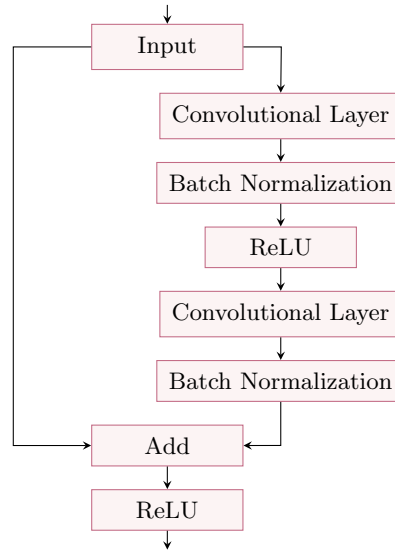 Input
Convolutional Layer
Batch Normalization
ReLU
Convolutional Layer
Batch Normalization
Add
ReLU